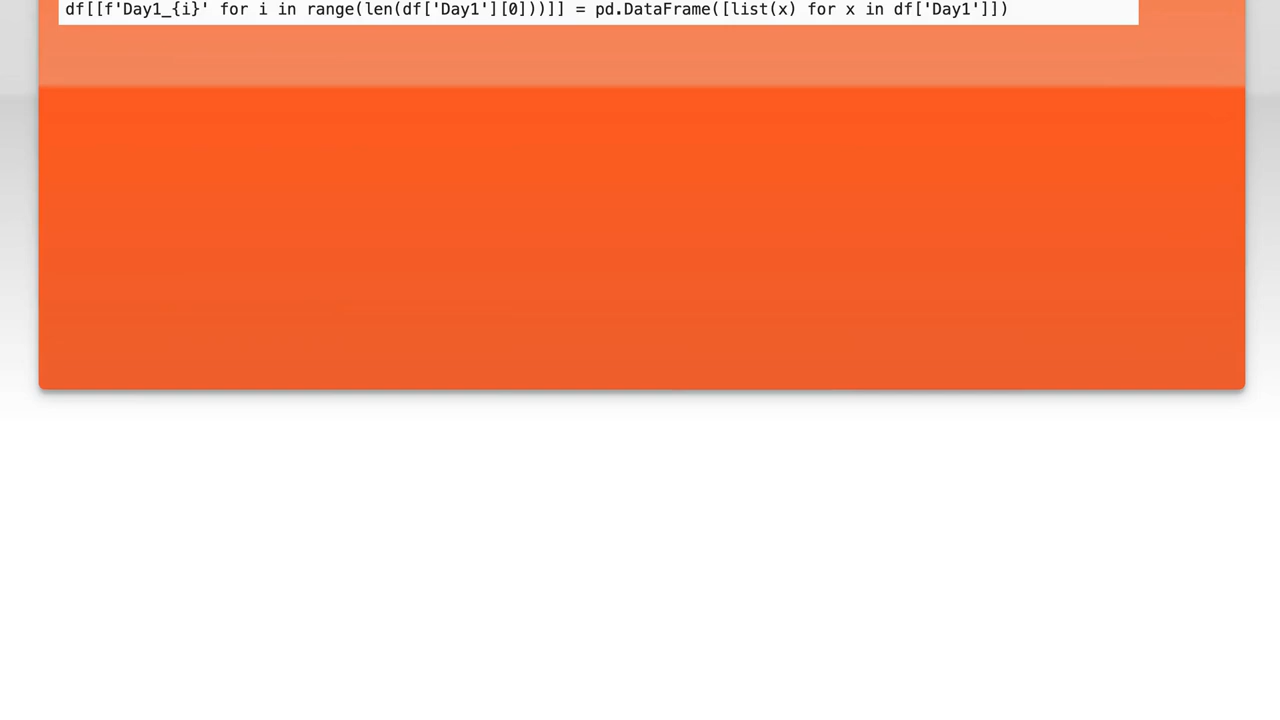 df[[f'Day1_{i}' for i in range(len(df['Day1'][0]))]] = pd.DataFrame([list(x) for x in df['Day1']])